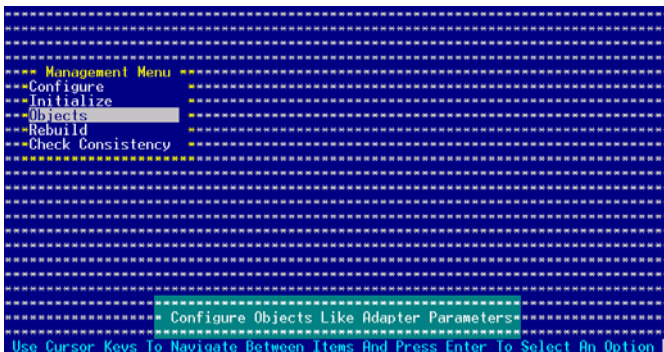 Management Menu
Configure
Initialize
Objects
Rebuild
Check Consistency
Configure Objects Like Adapter Parameters
Use Cursor Keys To Navigate Between Items And Press Enter To Select An Option